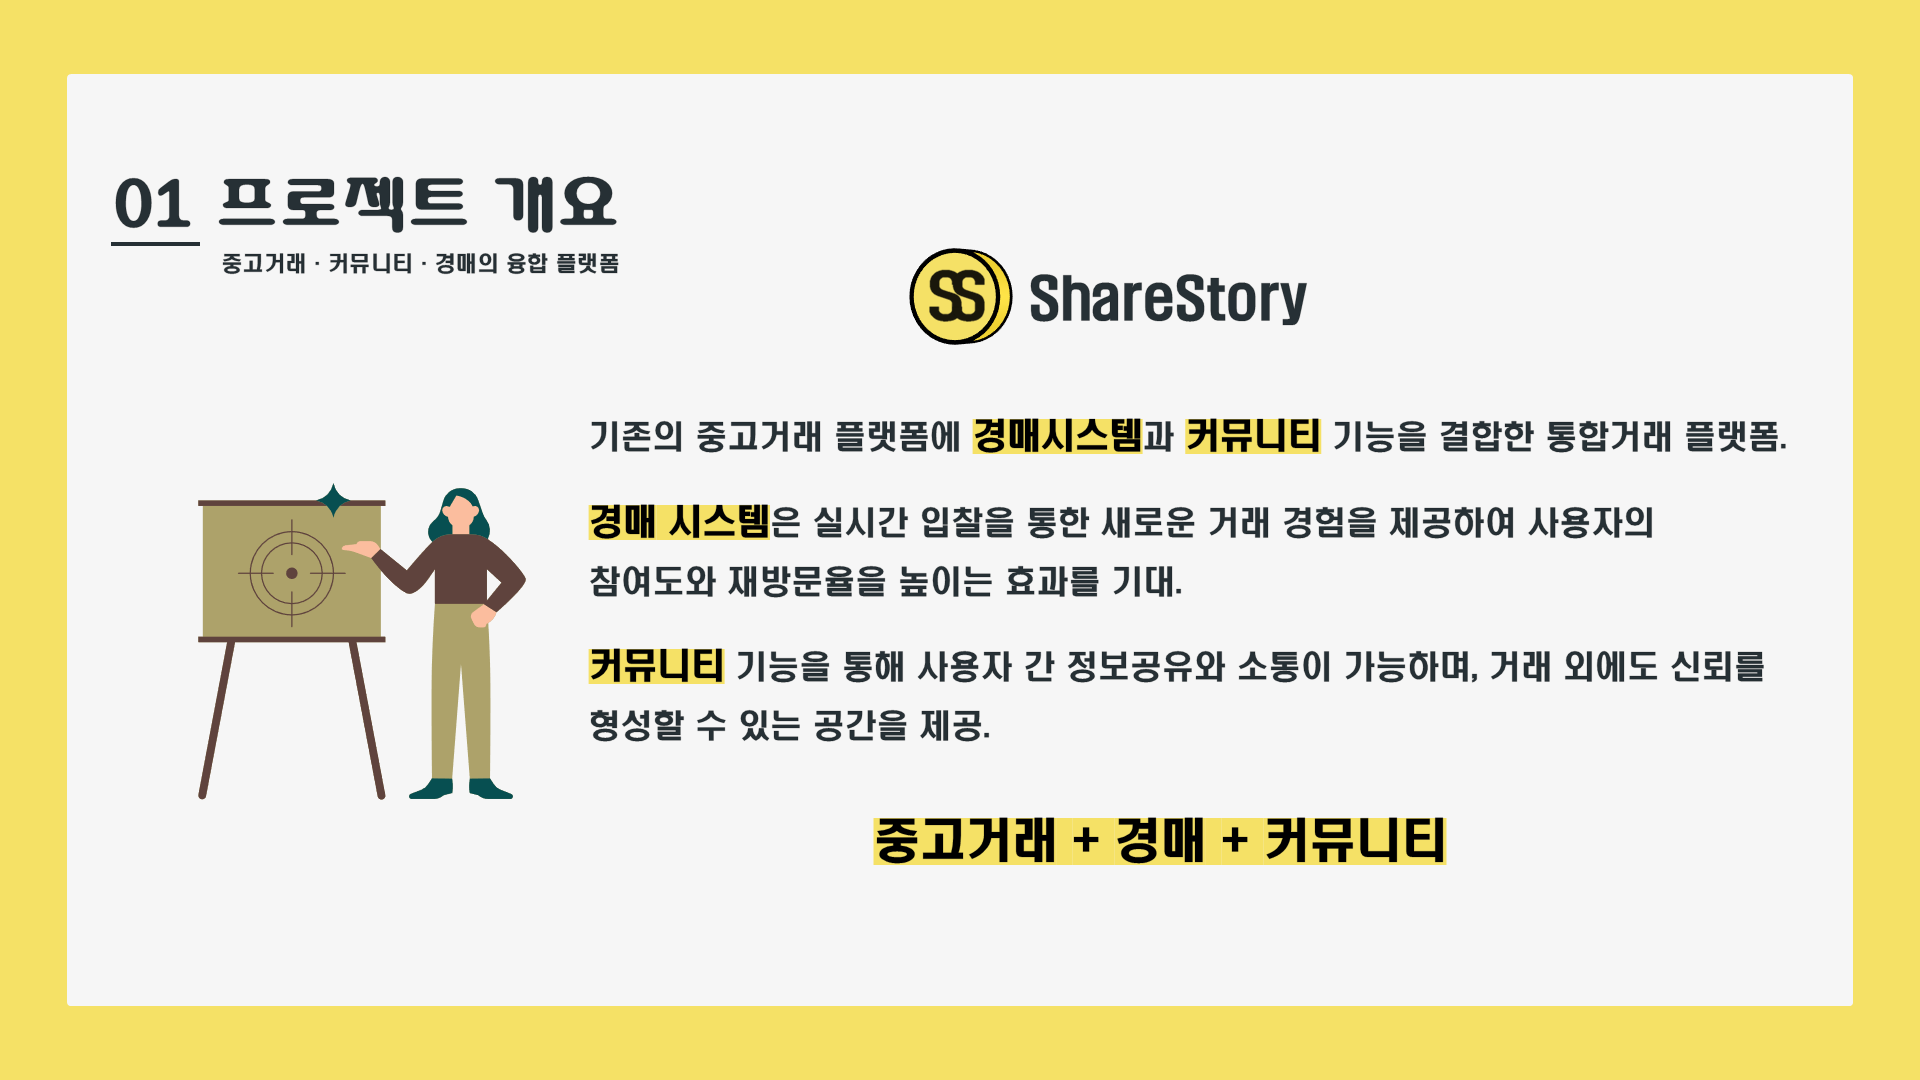 01 프로젝트 개요
중고거래 · 커뮤니티 · 경매의 융합 플랫폼
SS ShareStory
기존의 중고거래 플랫폼에 경매시스템과 커뮤니티 기능을 결합한 통합거래 플랫폼.
경매 시스템은 실시간 입찰을 통한 새로운 거래 경험을 제공하여 사용자의
참여도와 재방문율을 높이는 효과를 기대.
커뮤니티 기능을 통해 사용자 간 정보공유와 소통이 가능하며, 거래 외에도 신뢰를
형성할 수 있는 공간을 제공.
중고거래 + 경매 + 커뮤니티